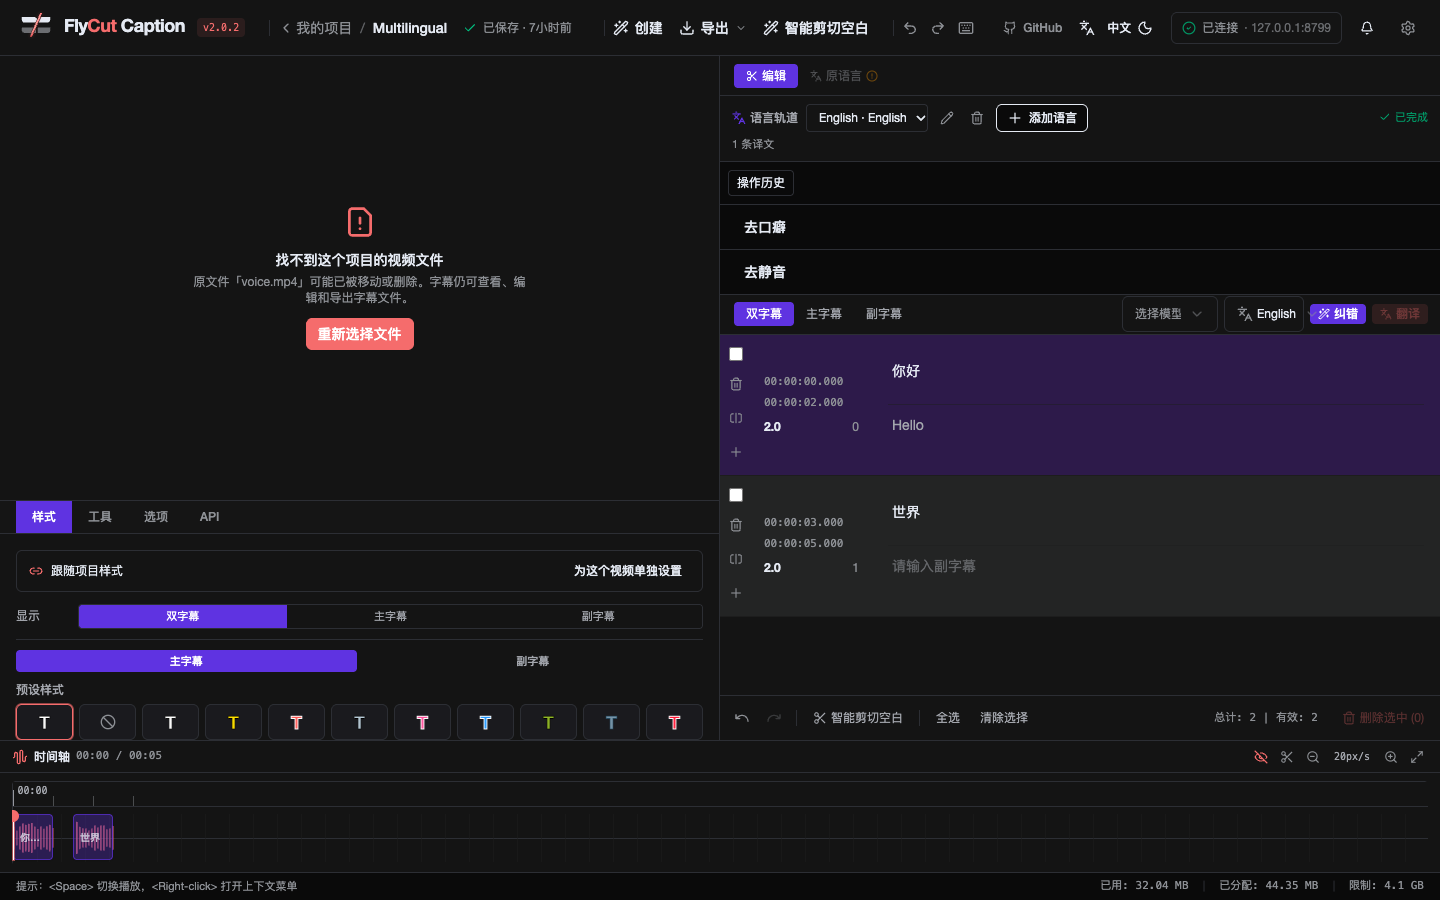 FlyCut Caption v2.0.2 我的项目 / Multilingual 已保存 · 7小时前 创建 导出 智能剪切空白 GitHub 中文 已连接 · 127.0.0.1:8799
找不到这个项目的视频文件
原文件「voice.mp4」可能已被移动或删除。字幕仍可查看、编
辑和导出字幕文件。
重新选择文件
样式 工具 选项 API
跟随项目样式 为这个视频单独设置
显示 双字幕 主字幕 副字幕
主字幕 副字幕
预设样式
T T T T T T T T T T
编辑 原语言
语言轨道 English · English 添加语言 已完成
1 条译文
操作历史
去口癖
去静音
双字幕 主字幕 副字幕 选择模型 English 纠错 翻译
你好
00:00:00.000
00:00:02.000
Hello
2.0 0
世界
00:00:03.000
00:00:05.000
请输入副字幕
2.0 1
智能剪切空白 全选 清除选择 总计: 2 | 有效: 2 删除选中 (0)
时间轴 00:00 / 00:05 20px/s
00:00
你... 世界
提示: <Space> 切换播放, <Right-click> 打开上下文菜单 已用: 32.04 MB 已分配: 44.35 MB 限制: 4.1 GB